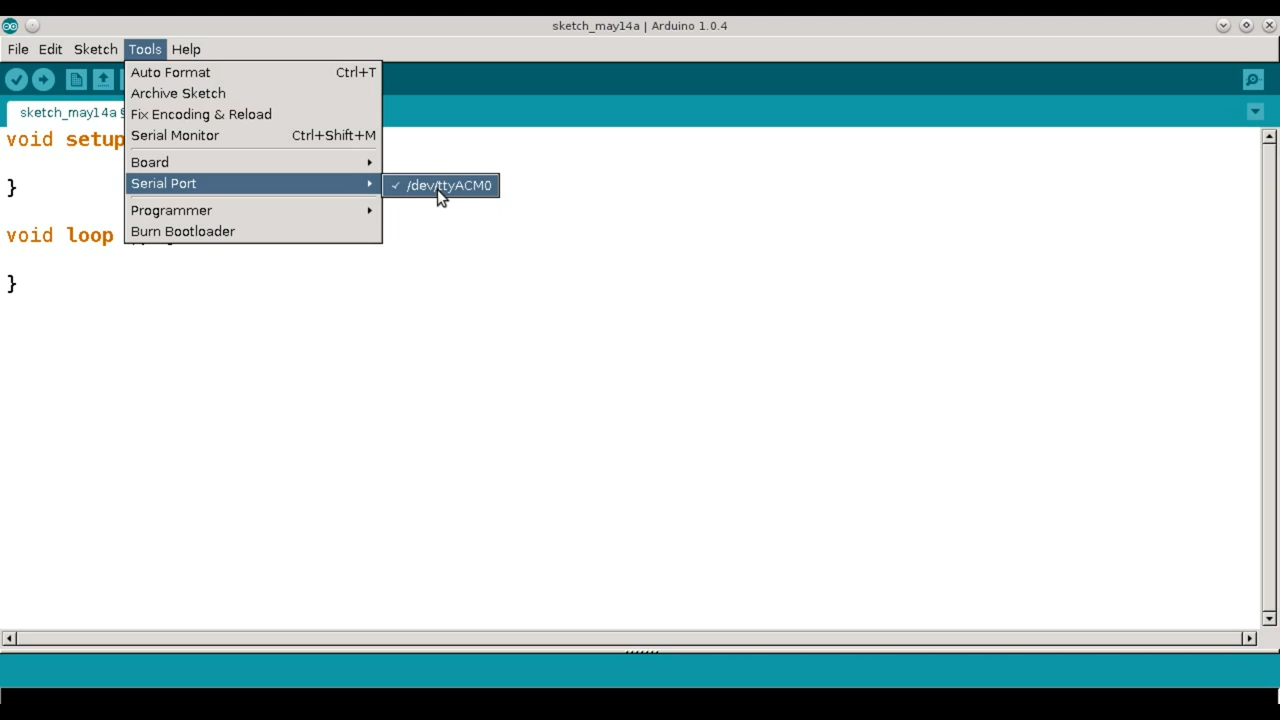 sketch_may14a | Arduino 1.0.4
File Edit Sketch Tools Help
Auto Format Ctrl+T
Archive Sketch
sketch_may14a §
Fix Encoding & Reload
Serial Monitor Ctrl+Shift+M
void setup
Board
Serial Port
✓ /dev/ttyACM0
}
Programmer
Burn Bootloader
void loop
}